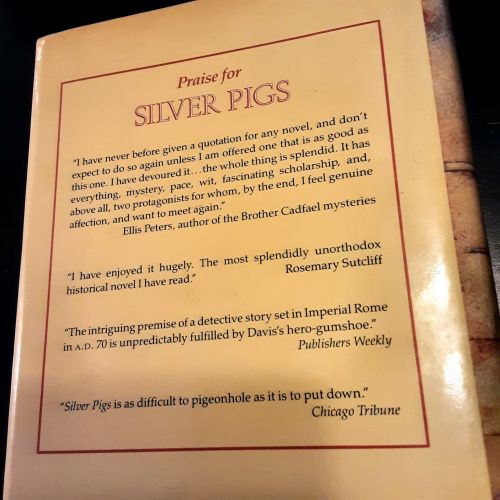 Praise for
SILVER PIGS
"I have never before given a quotation for any novel, and don't
expect to do so again unless I am offered one that is as good as
this one. I have devoured it...the whole thing is splendid. It has
everything, mystery, pace, wit, fascinating scholarship, and,
above all, two protagonists for whom, by the end, I feel genuine
affection, and want to meet again."
Ellis Peters, author of the Brother Cadfael mysteries
"I have enjoyed it hugely. The most splendidly unorthodox
historical novel I have read."
Rosemary Sutcliff
"The intriguing premise of a detective story set in Imperial Rome
in A.D. 70 is unpredictably fulfilled by Davis's hero-gumshoe."
Publishers Weekly
"Silver Pigs is as difficult to pigeonhole as it is to put down."
Chicago Tribune